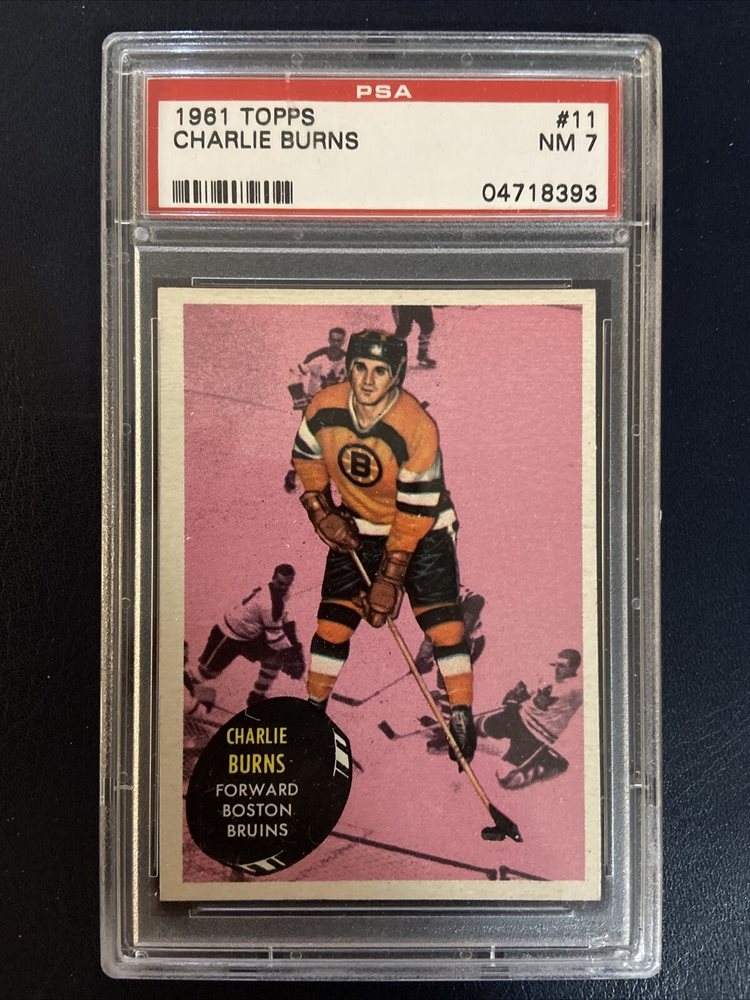 PSA
1961 TOPPS #11
CHARLIE BURNS NM 7
04718393
B
CHARLIE
BURNS
FORWARD
BOSTON
BRUINS